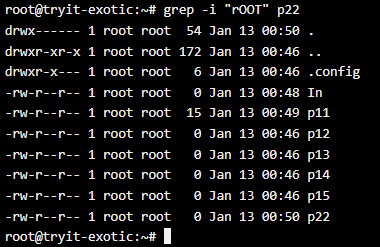 root@tryit-exotic:~# grep -i "rOOT" p22
drwx------ 1 root root  54 Jan 13 00:50 .
drwxr-xr-x 1 root root 172 Jan 13 00:46 ..
drwxr-x--- 1 root root   6 Jan 13 00:46 .config
-rw-r--r-- 1 root root   0 Jan 13 00:48 In
-rw-r--r-- 1 root root  15 Jan 13 00:49 p11
-rw-r--r-- 1 root root   0 Jan 13 00:46 p12
-rw-r--r-- 1 root root   0 Jan 13 00:46 p13
-rw-r--r-- 1 root root   0 Jan 13 00:46 p14
-rw-r--r-- 1 root root   0 Jan 13 00:46 p15
-rw-r--r-- 1 root root   0 Jan 13 00:50 p22
root@tryit-exotic:~#